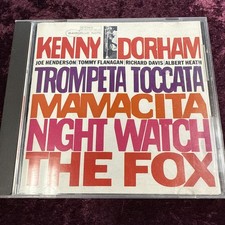 KENNY DORHAM
JOE HENDERSON/TOMMY FLANAGAN/RICHARD DAVIS/ALBERT HEATH
TROMPETA TOCCATA
MAMACITA
NIGHT WATCH
THE FOX